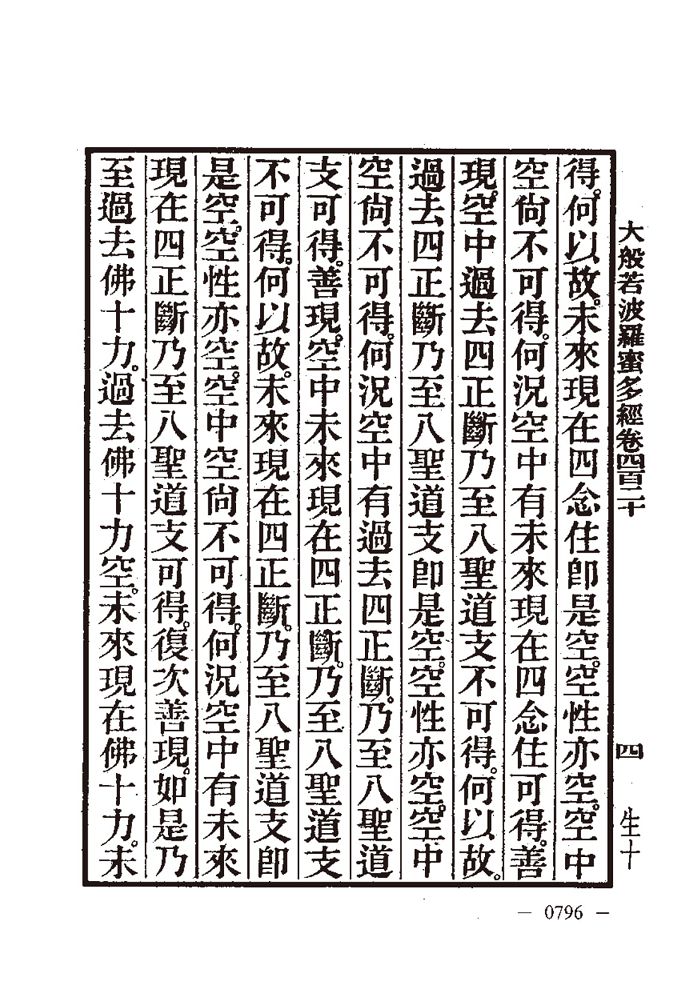 大般若波羅蜜多經卷四百二十
四
生十
得。何以故。未來現在四念住卽是空。空性亦空。空中
空尙不可得。何況空中有未來現在四念住可得。善
現。空中過去四正斷乃至八聖道支不可得。何以故。
過去四正斷乃至八聖道支卽是空。空性亦空。空中
空尙不可得。何況空中有過去四正斷。乃至八聖道
支可得。善現。空中未來現在四正斷。乃至八聖道支
不可得。何以故。未來現在四正斷。乃至八聖道支卽
是空。空性亦空。空中空尙不可得。何況空中有未來
現在四正斷乃至八聖道支可得。復次善現。如是乃
至過去佛十力。過去佛十力空。未來現在佛十力。未
— 0796 —